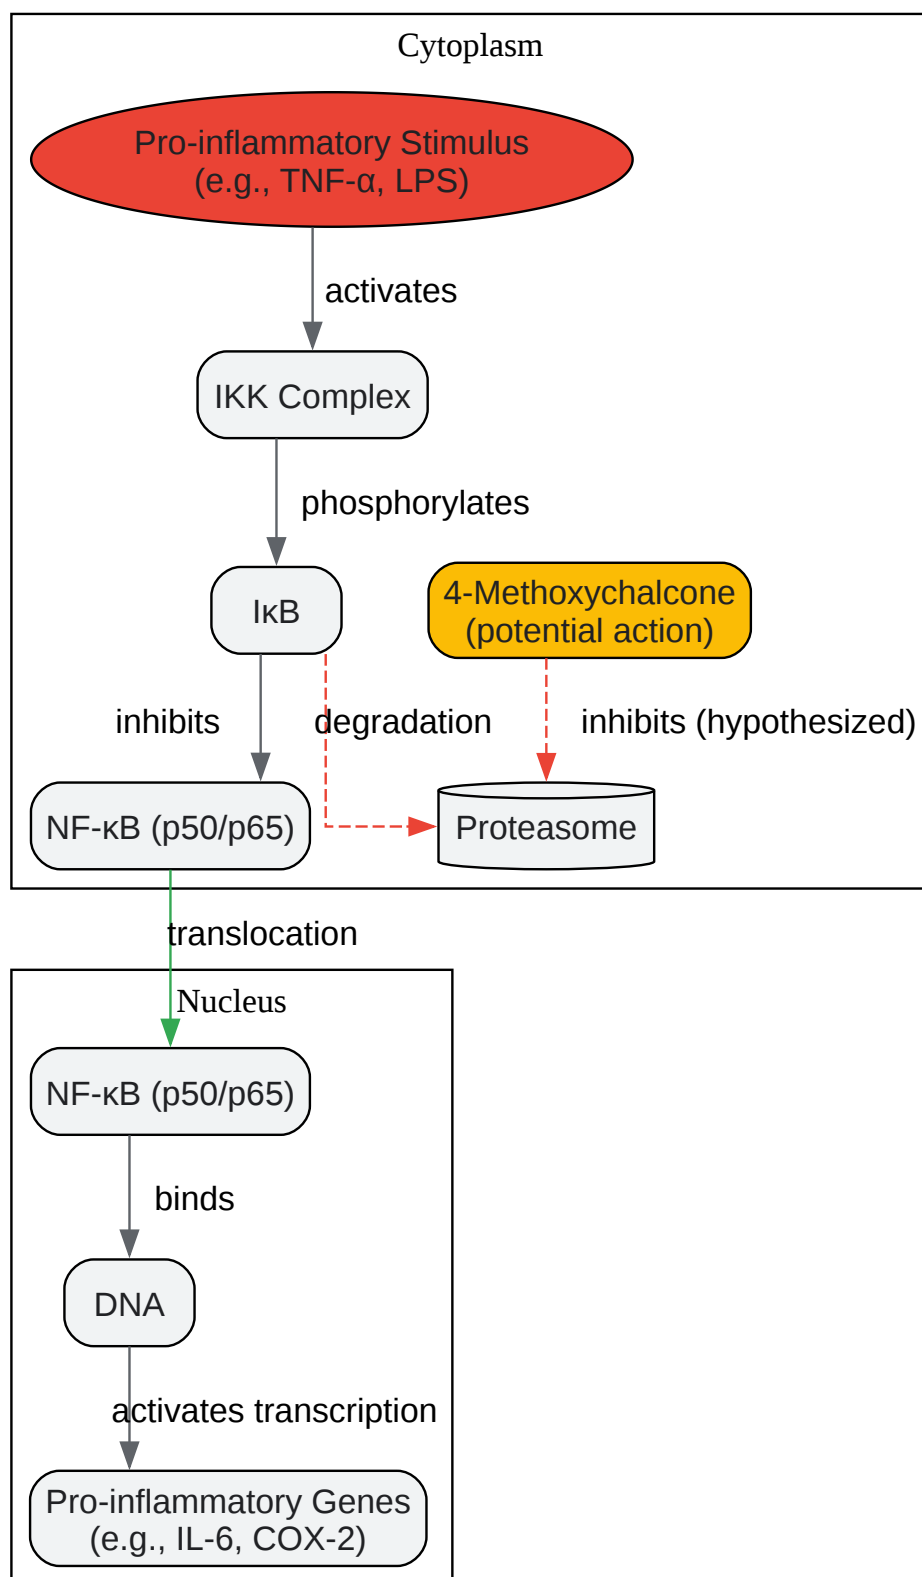 Cytoplasm
Pro-inflammatory Stimulus
(e.g., TNF-α, LPS)
activates
IKK Complex
phosphorylates
IκB
4-Methoxychalcone
(potential action)
inhibits
degradation
inhibits (hypothesized)
NF-κB (p50/p65)
Proteasome
translocation
Nucleus
NF-κB (p50/p65)
binds
DNA
activates transcription
Pro-inflammatory Genes
(e.g., IL-6, COX-2)